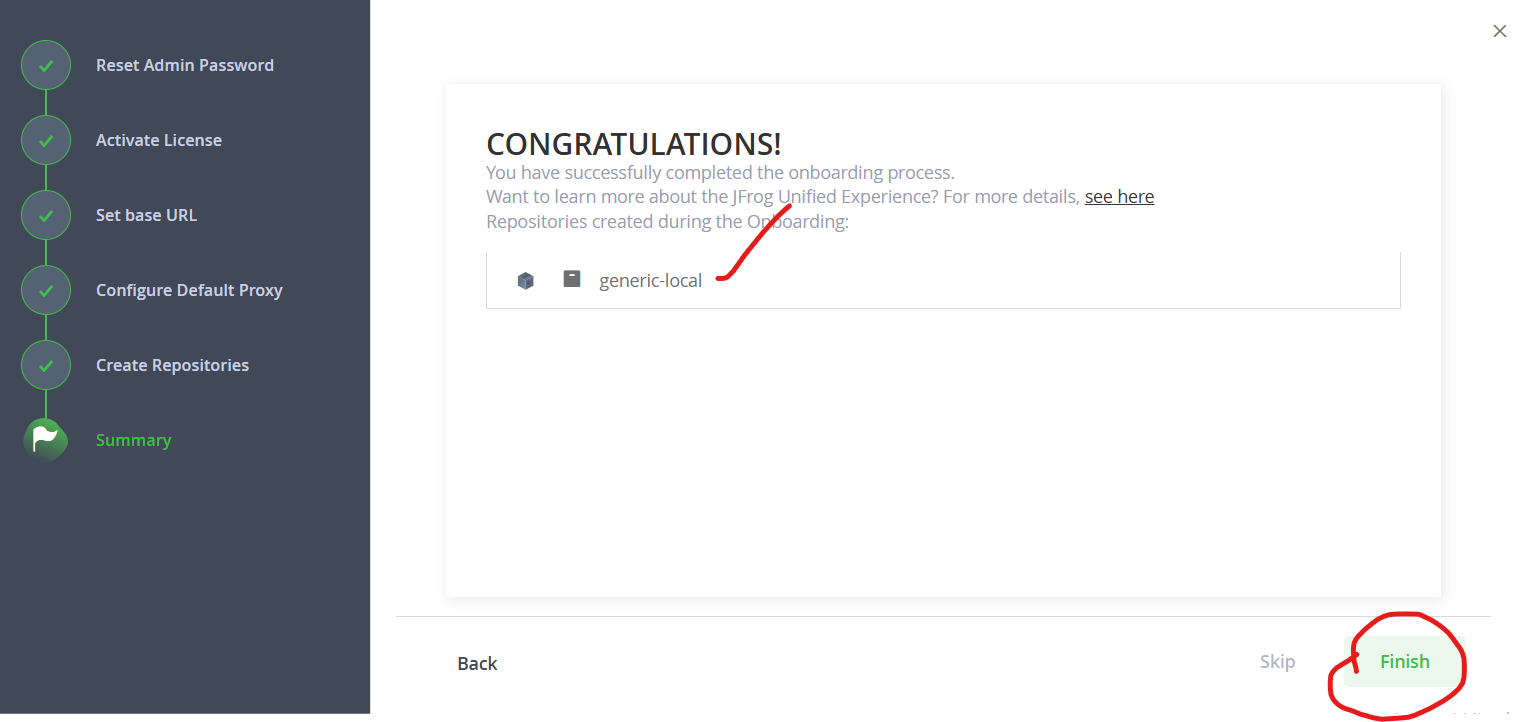 Reset Admin Password
Activate License
Set base URL
Configure Default Proxy
Create Repositories
Summary
CONGRATULATIONS!
You have successfully completed the onboarding process.
Want to learn more about the JFrog Unified Experience? For more details, see here
Repositories created during the Onboarding:
generic-local
Back
Skip
Finish